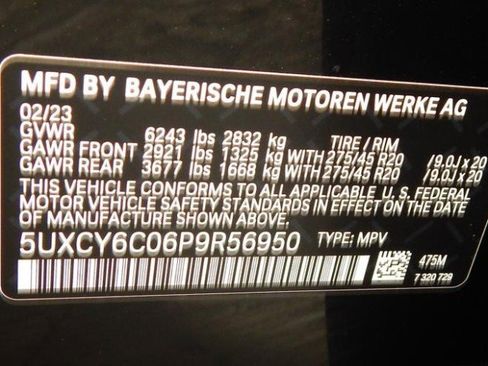 MFD BY BAYERISCHE MOTOREN WERKE AG
02/23
GVWR 6243 lbs 2832 kg TIRE / RIM
GAWR FRONT 2921 lbs 1325 kg WITH 275/45 R20 /9.0J x 20
GAWR REAR 3677 lbs 1668 kg WITH 275/45 R20 /9.0J x 20
THIS VEHICLE CONFORMS TO ALL APPLICABLE U.S. FEDERAL
MOTOR VEHICLE SAFETY STANDARDS IN EFFECT ON THE DATE
OF MANUFACTURE SHOWN ABOVE.
5UXCY6C06P9R56950 TYPE: MPV
475M
7 320 729